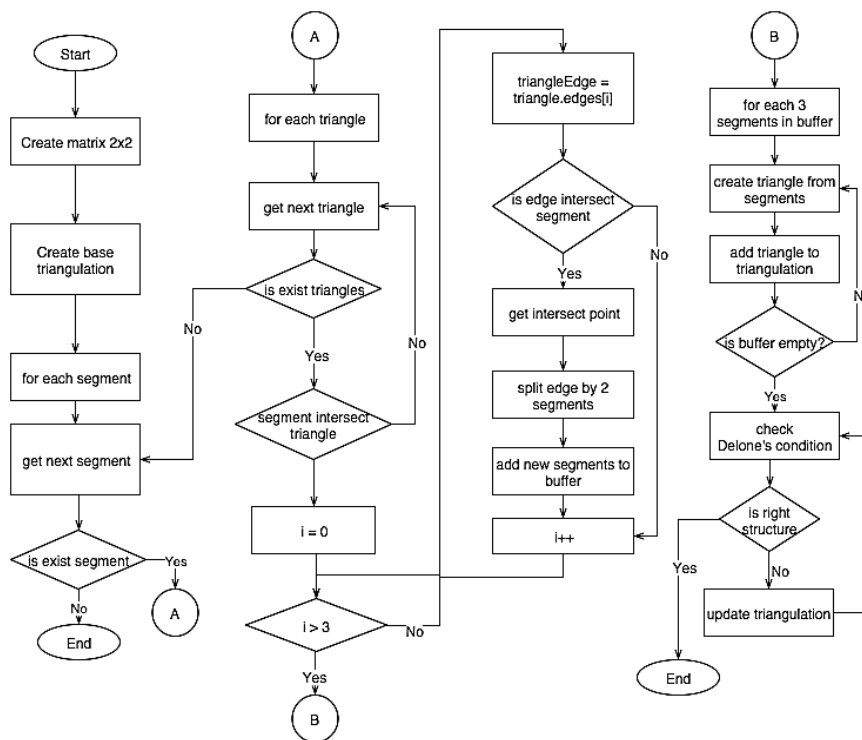 Start
Create matrix 2x2
Create base
triangulation
for each segment
get next segment
is exist segment
Yes
No
A
End
A
for each triangle
get next triangle
is exist triangles
No
Yes
No
segment intersect
triangle
i = 0
i > 3
No
Yes
B
triangleEdge =
triangle.edges[i]
is edge intersect
segment
No
Yes
get intersect point
split edge by 2
segments
add new segments to
buffer
i++
B
for each 3
segments in buffer
create triangle from
segments
add triangle to
triangulation
is buffer empty?
Yes
check
Delone's condition
is right
structure
Yes
No
update triangulation
End